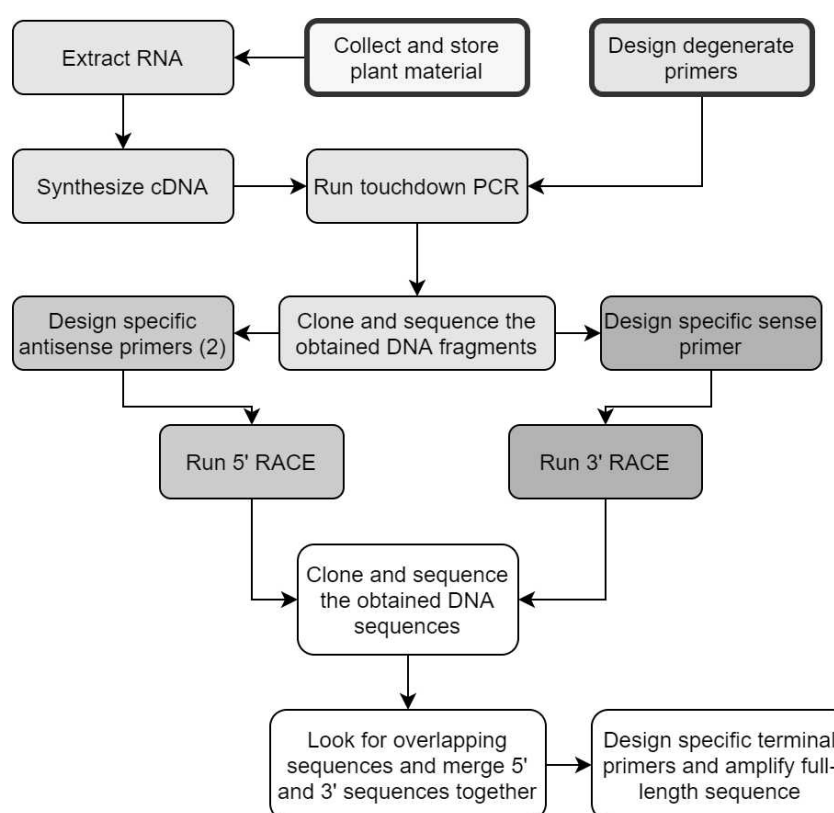 Extract RNA
Collect and store
plant material
Design degenerate
primers
Synthesize cDNA
Run touchdown PCR
Design specific
antisense primers (2)
Clone and sequence the
obtained DNA fragments
Design specific sense
primer
Run 5' RACE
Run 3' RACE
Clone and sequence
the obtained DNA
sequences
Look for overlapping
sequences and merge 5'
and 3' sequences together
Design specific terminal
primers and amplify full-
length sequence